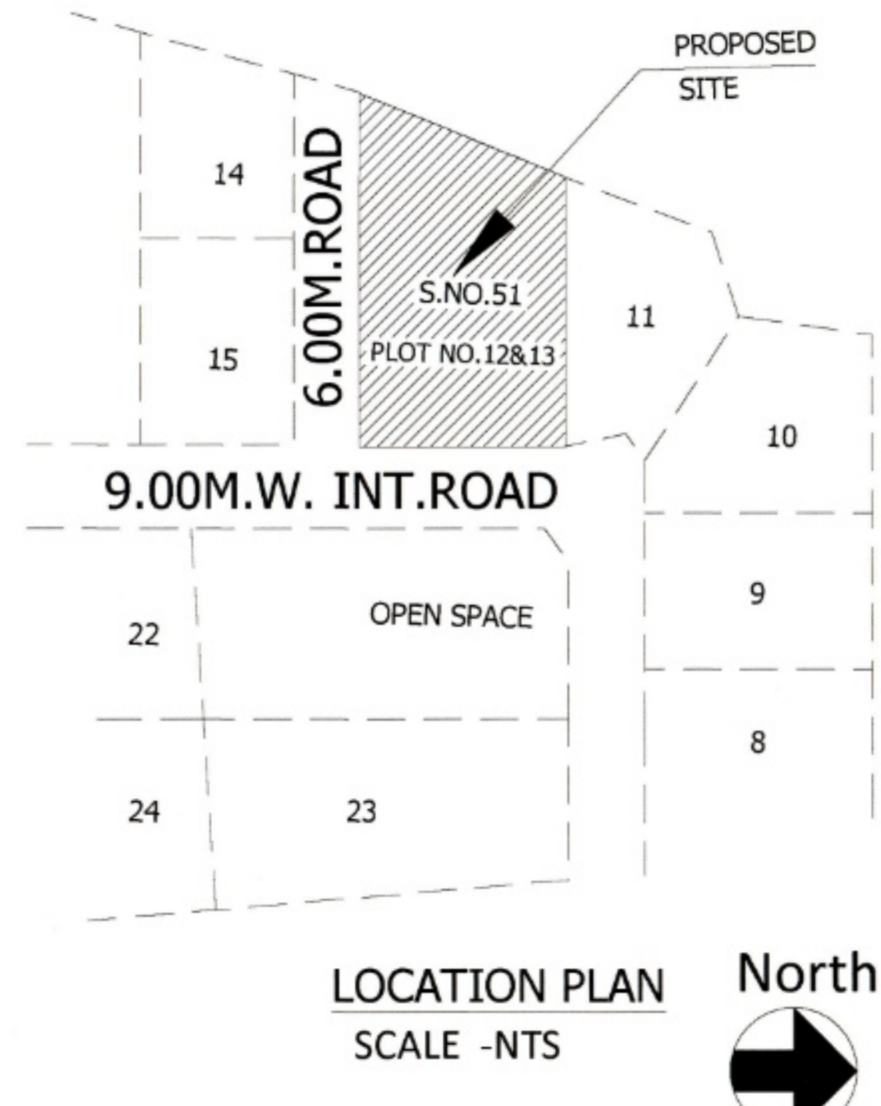 PROPOSED
SITE
14
6.00M.ROAD
S.NO.51
11
PLOT NO.12&13
15
10
9.00M.W. INT.ROAD
9
OPEN SPACE
22
8
24
23
LOCATION PLAN
North
SCALE -NTS